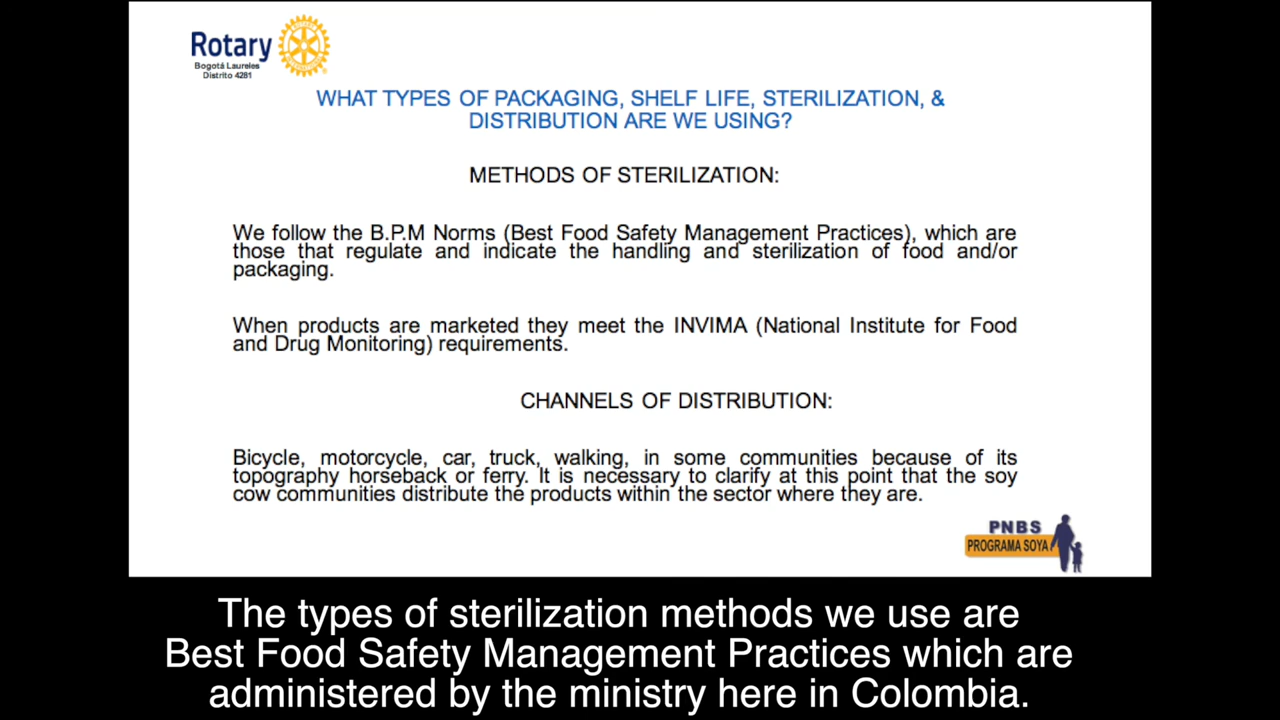 Rotary
Bogotá Laureles
Distrito 4281
WHAT TYPES OF PACKAGING, SHELF LIFE, STERILIZATION, &
DISTRIBUTION ARE WE USING?
METHODS OF STERILIZATION:
We follow the B.P.M Norms (Best Food Safety Management Practices), which are
those that regulate and indicate the handling and sterilization of food and/or
packaging.
When products are marketed they meet the INVIMA (National Institute for Food
and Drug Monitoring) requirements.
CHANNELS OF DISTRIBUTION:
Bicycle, motorcycle, car, truck, walking, in some communities because of its
topography horseback or ferry. It is necessary to clarify at this point that the soy
cow communities distribute the products within the sector where they are.
PNBS
PROGRAMA SOYA
The types of sterilization methods we use are
Best Food Safety Management Practices which are
administered by the ministry here in Colombia.